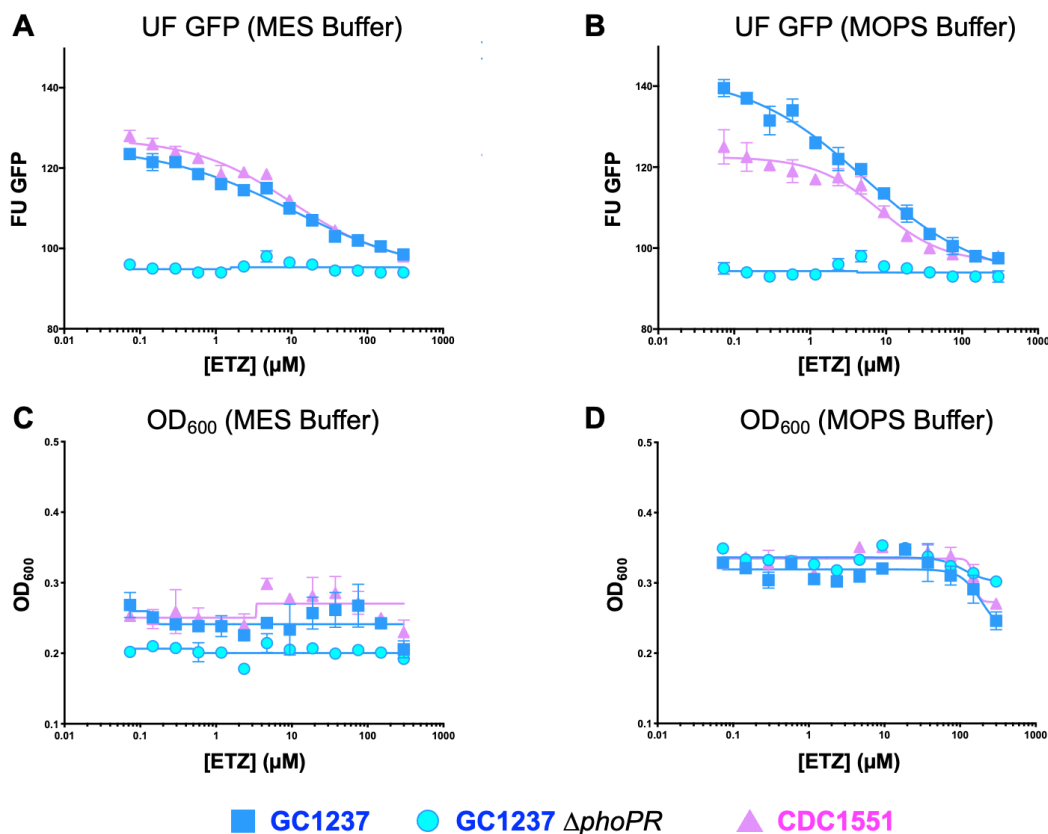 A UF GFP (MES Buffer)
FU GFP
140
120
100
80
0.01 0.1 1 10 100 1000
[ETZ] (µM)
B UF GFP (MOPS Buffer)
FU GFP
140
120
100
80
0.01 0.1 1 10 100 1000
[ETZ] (µM)
C OD600 (MES Buffer)
OD600
0.5
0.4
0.3
0.2
0.1
0.01 0.1 1 10 100 1000
[ETZ] (µM)
D OD600 (MOPS Buffer)
OD600
0.5
0.4
0.3
0.2
0.1
0.01 0.1 1 10 100 1000
[ETZ] (µM)
GC1237 GC1237 ΔphoPR CDC1551